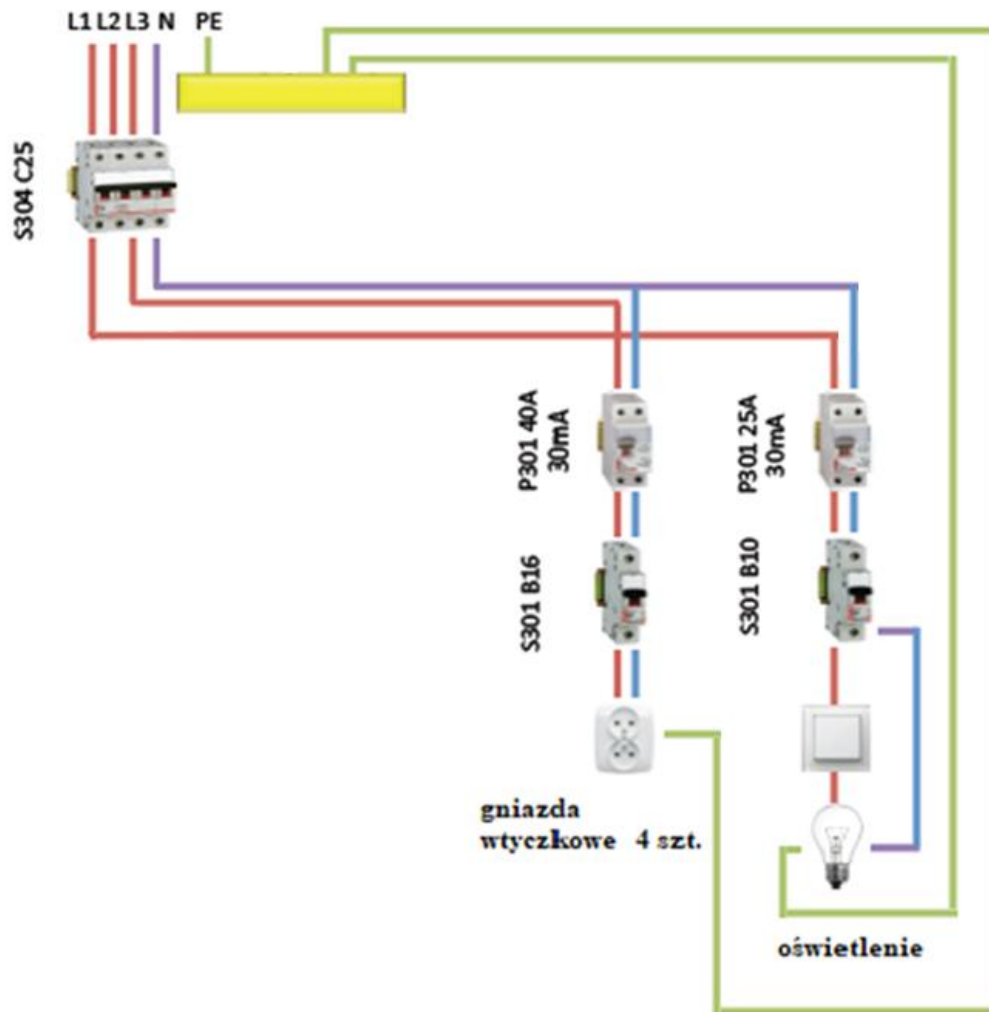 L1 L2 L3 N PE
S304 C25
P301 40A
30mA
P301 25A
30mA
S301 B16
S301 B10
gniazda
wtyczkowe 4 szt.
oświetlenie